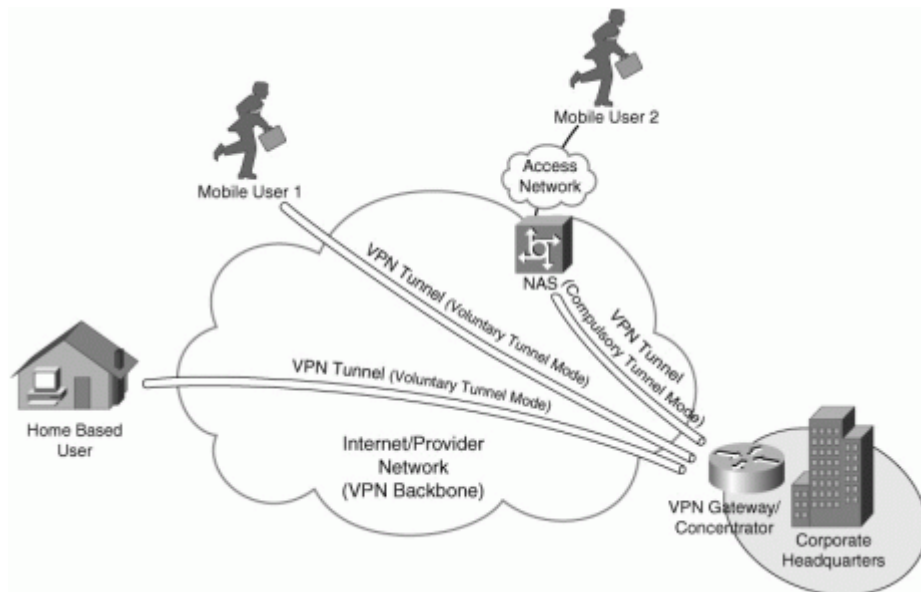 Mobile User 2
Access
Network
Mobile User 1
NAS
VPN Tunnel (Voluntary Tunnel Mode)
VPN Tunnel
(Compulsory Tunnel Mode)
VPN Tunnel (Voluntary Tunnel Mode)
Home Based
User
Internet/Provider
Network
(VPN Backbone)
VPN Gateway/
Concentrator
Corporate
Headquarters